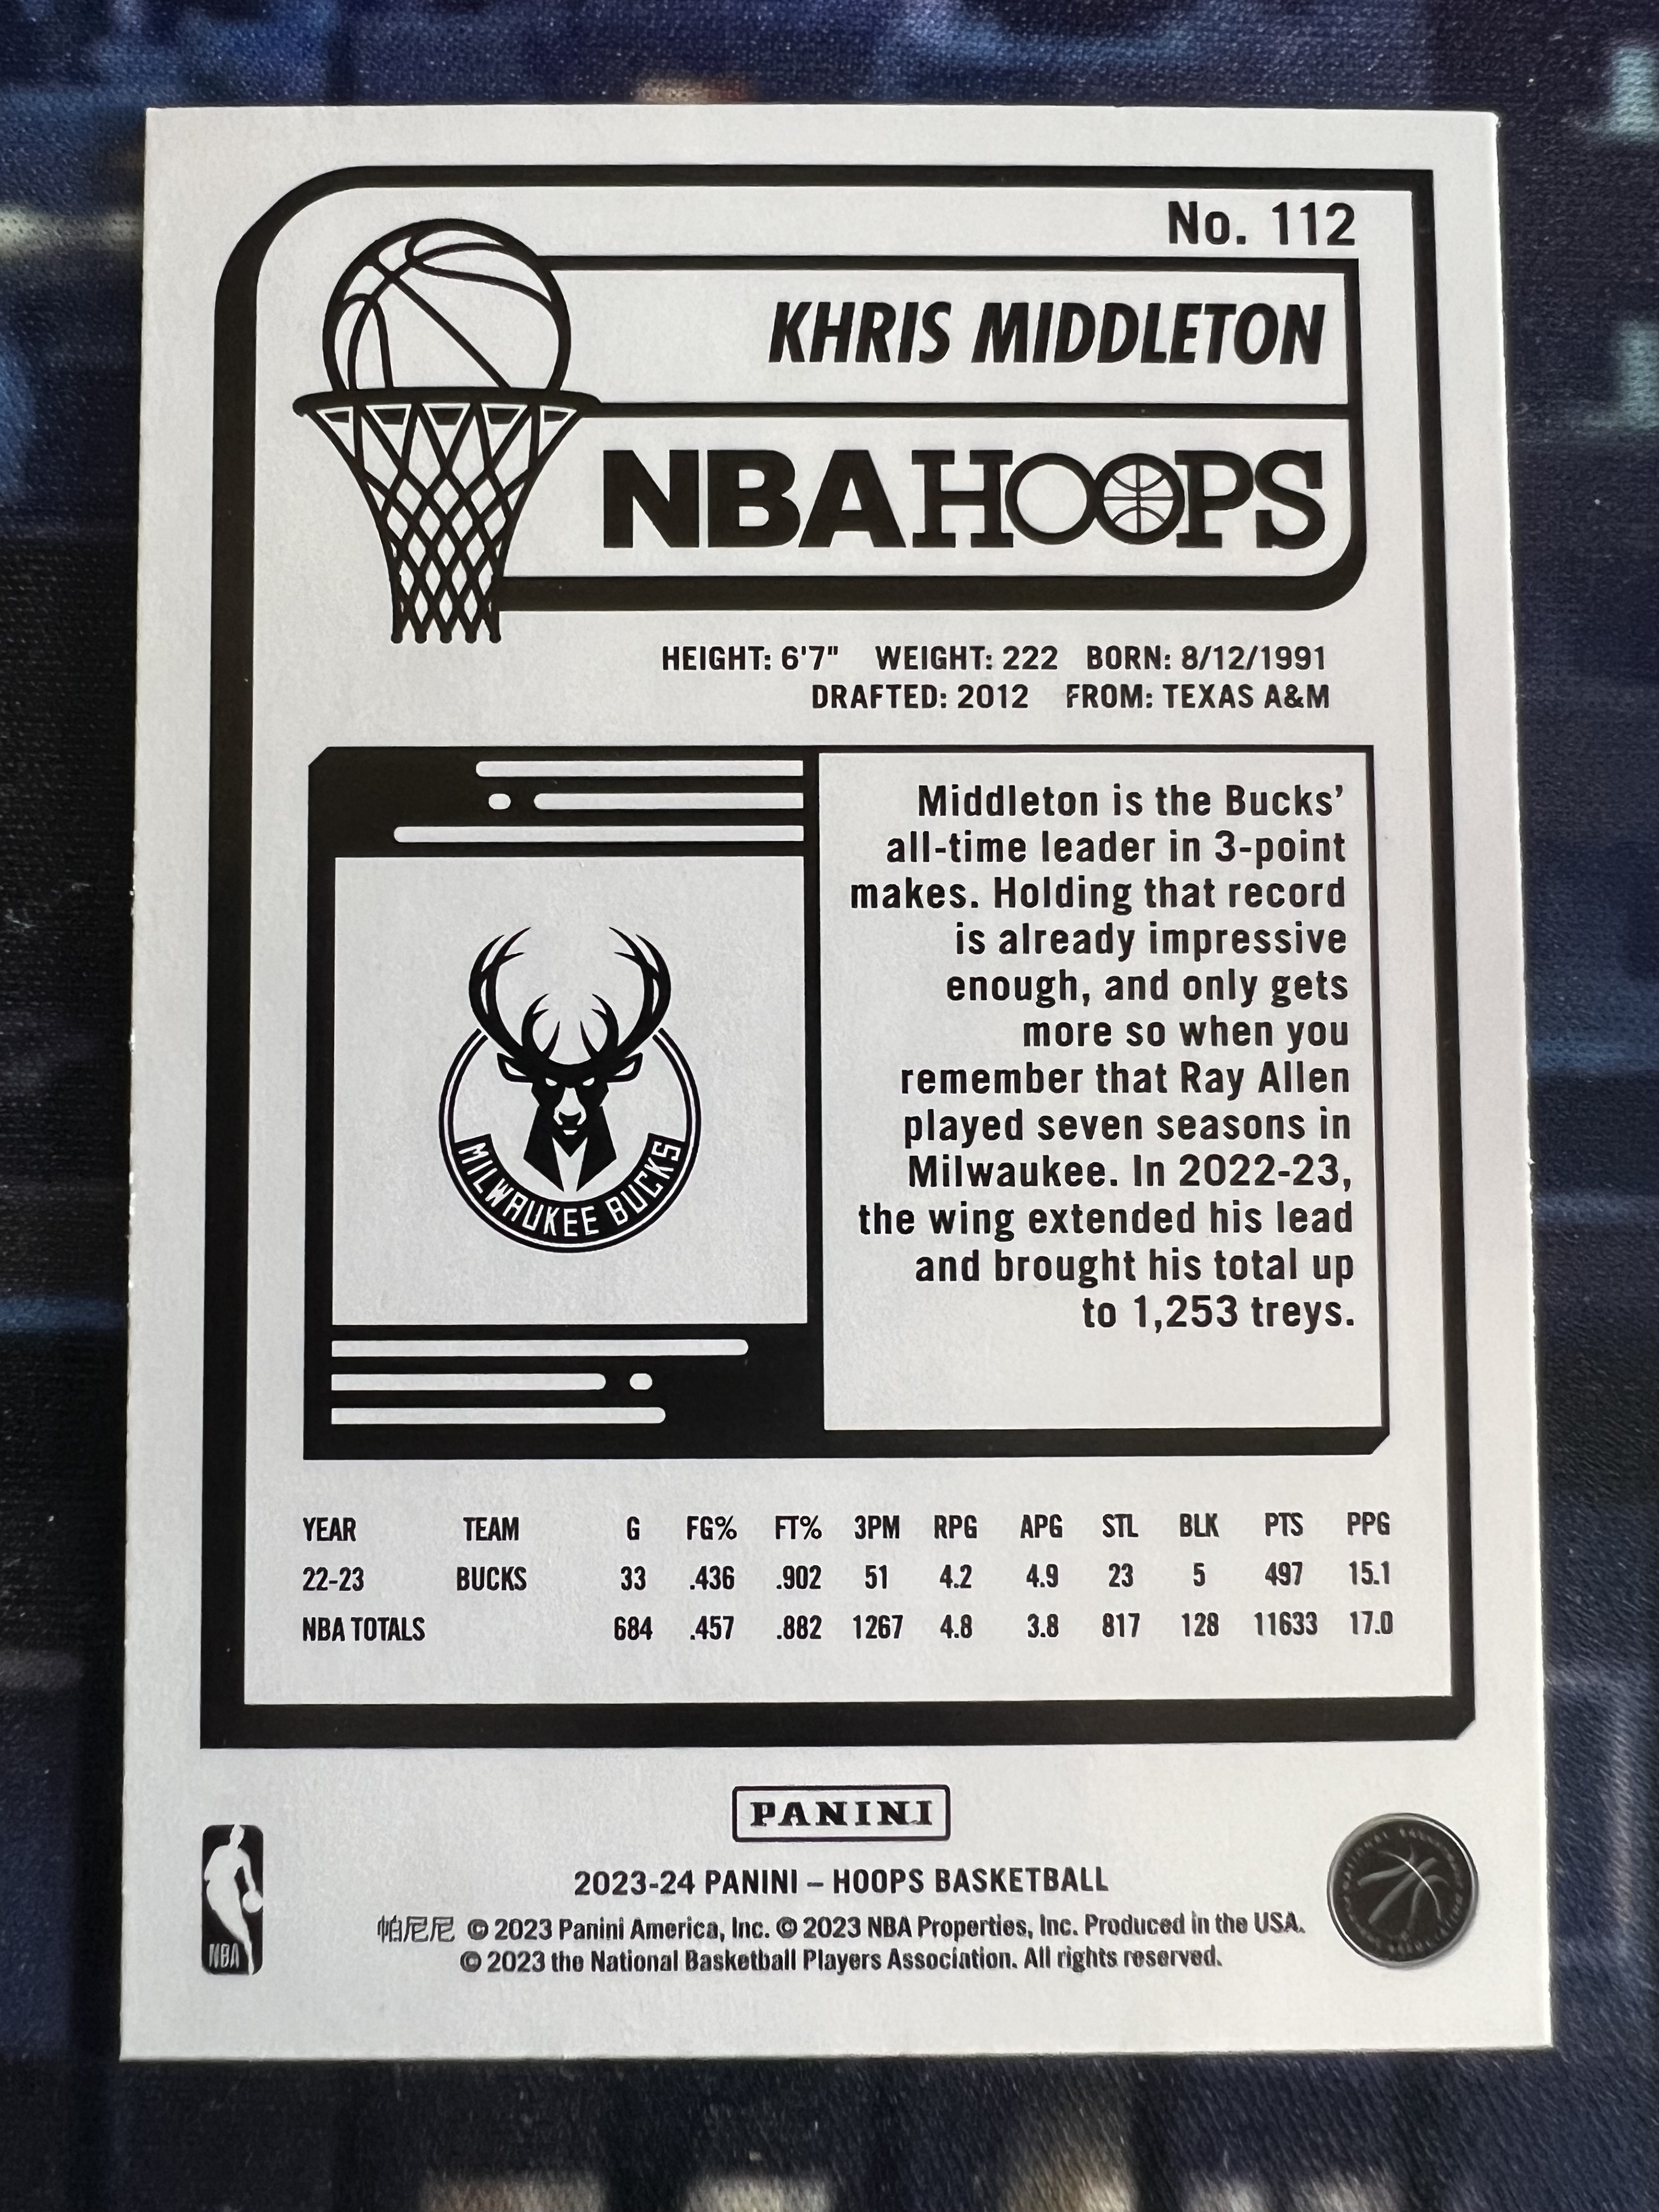 No. 112
KHRIS MIDDLETON
NBA HOOPS
HEIGHT: 6'7" WEIGHT: 222 BORN: 8/12/1991
DRAFTED: 2012 FROM: TEXAS A&M
Middleton is the Bucks’
all-time leader in 3-point
makes. Holding that record
is already impressive
enough, and only gets
more so when you
remember that Ray Allen
played seven seasons in
Milwaukee. In 2022-23,
the wing extended his lead
and brought his total up
to 1,253 treys.
MILWAUKEE BUCKS
YEAR TEAM G FG% FT% 3PM RPG APG STL BLK PTS PPG
22-23 BUCKS 33 .436 .902 51 4.2 4.9 23 5 497 15.1
NBA TOTALS 684 .457 .882 1267 4.8 3.8 817 128 11633 17.0
PANINI
2023-24 PANINI – HOOPS BASKETBALL
帕尼尼 © 2023 Panini America, Inc. © 2023 NBA Properties, Inc. Produced in the USA.
© 2023 the National Basketball Players Association. All rights reserved.
NBA